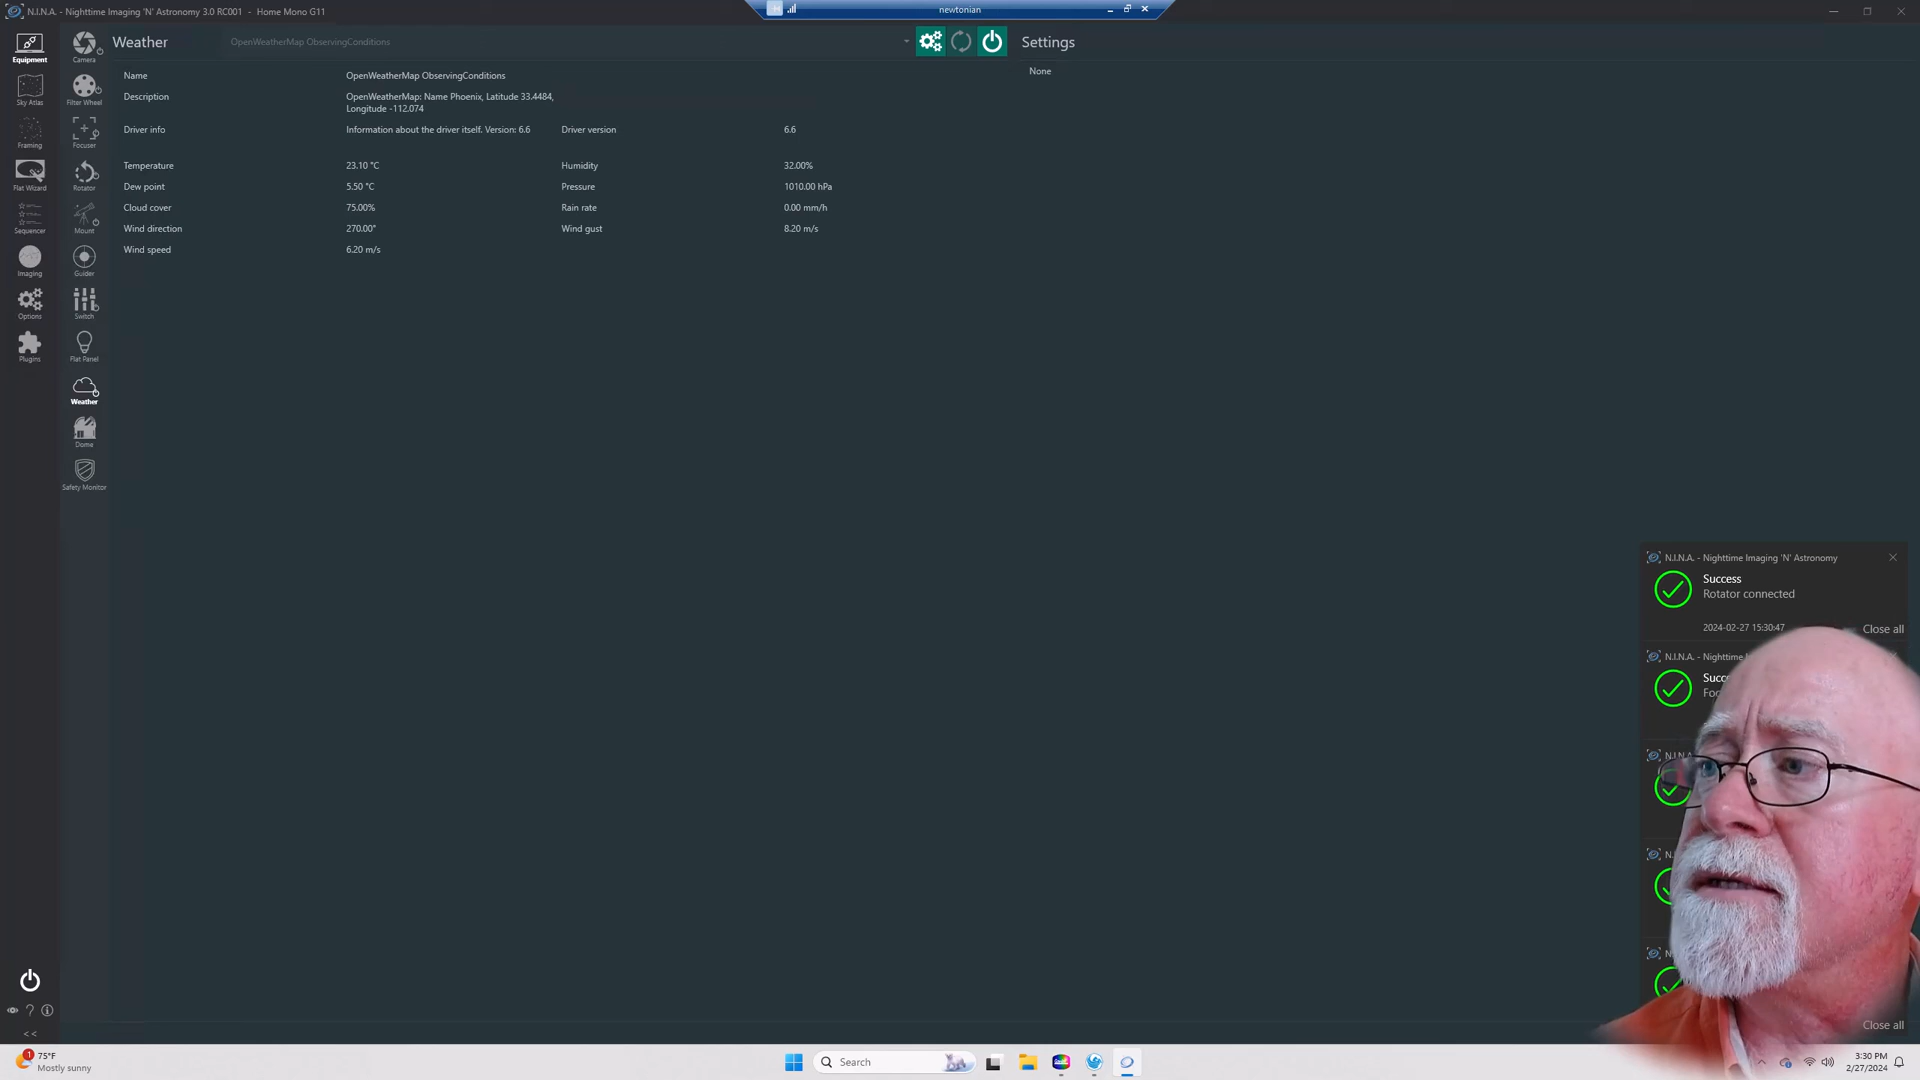 N.I.N.A. - Nighttime Imaging 'N' Astronomy 3.0 RC001 - Home Mono G11
newtonian
Equipment
Sky Atlas
Framing
Flat Wizard
Sequencer
Imaging
Options
Plugins
Camera
Filter Wheel
Focuser
Rotator
Mount
Guider
Switch
Flat Panel
Weather
Dome
Safety Monitor
Weather OpenWeatherMap ObservingConditions
Settings
None
Name OpenWeatherMap ObservingConditions
Description OpenWeatherMap: Name Phoenix, Latitude 33.4484,
Longitude -112.074
Driver info Information about the driver itself. Version: 6.6 Driver version 6.6
Temperature 23.10 °C Humidity 32.00%
Dew point 5.50 °C Pressure 1010.00 hPa
Cloud cover 75.00% Rain rate 0.00 mm/h
Wind direction 270.00° Wind gust 8.20 m/s
Wind speed 6.20 m/s
N.I.N.A. - Nighttime Imaging 'N' Astronomy
Success
Rotator connected
2024-02-27 15:30:47
Close all
N.I.N.A. - Nighttime
Close all
<<
1
75°F
Mostly sunny
Search
3:30 PM
2/27/2024